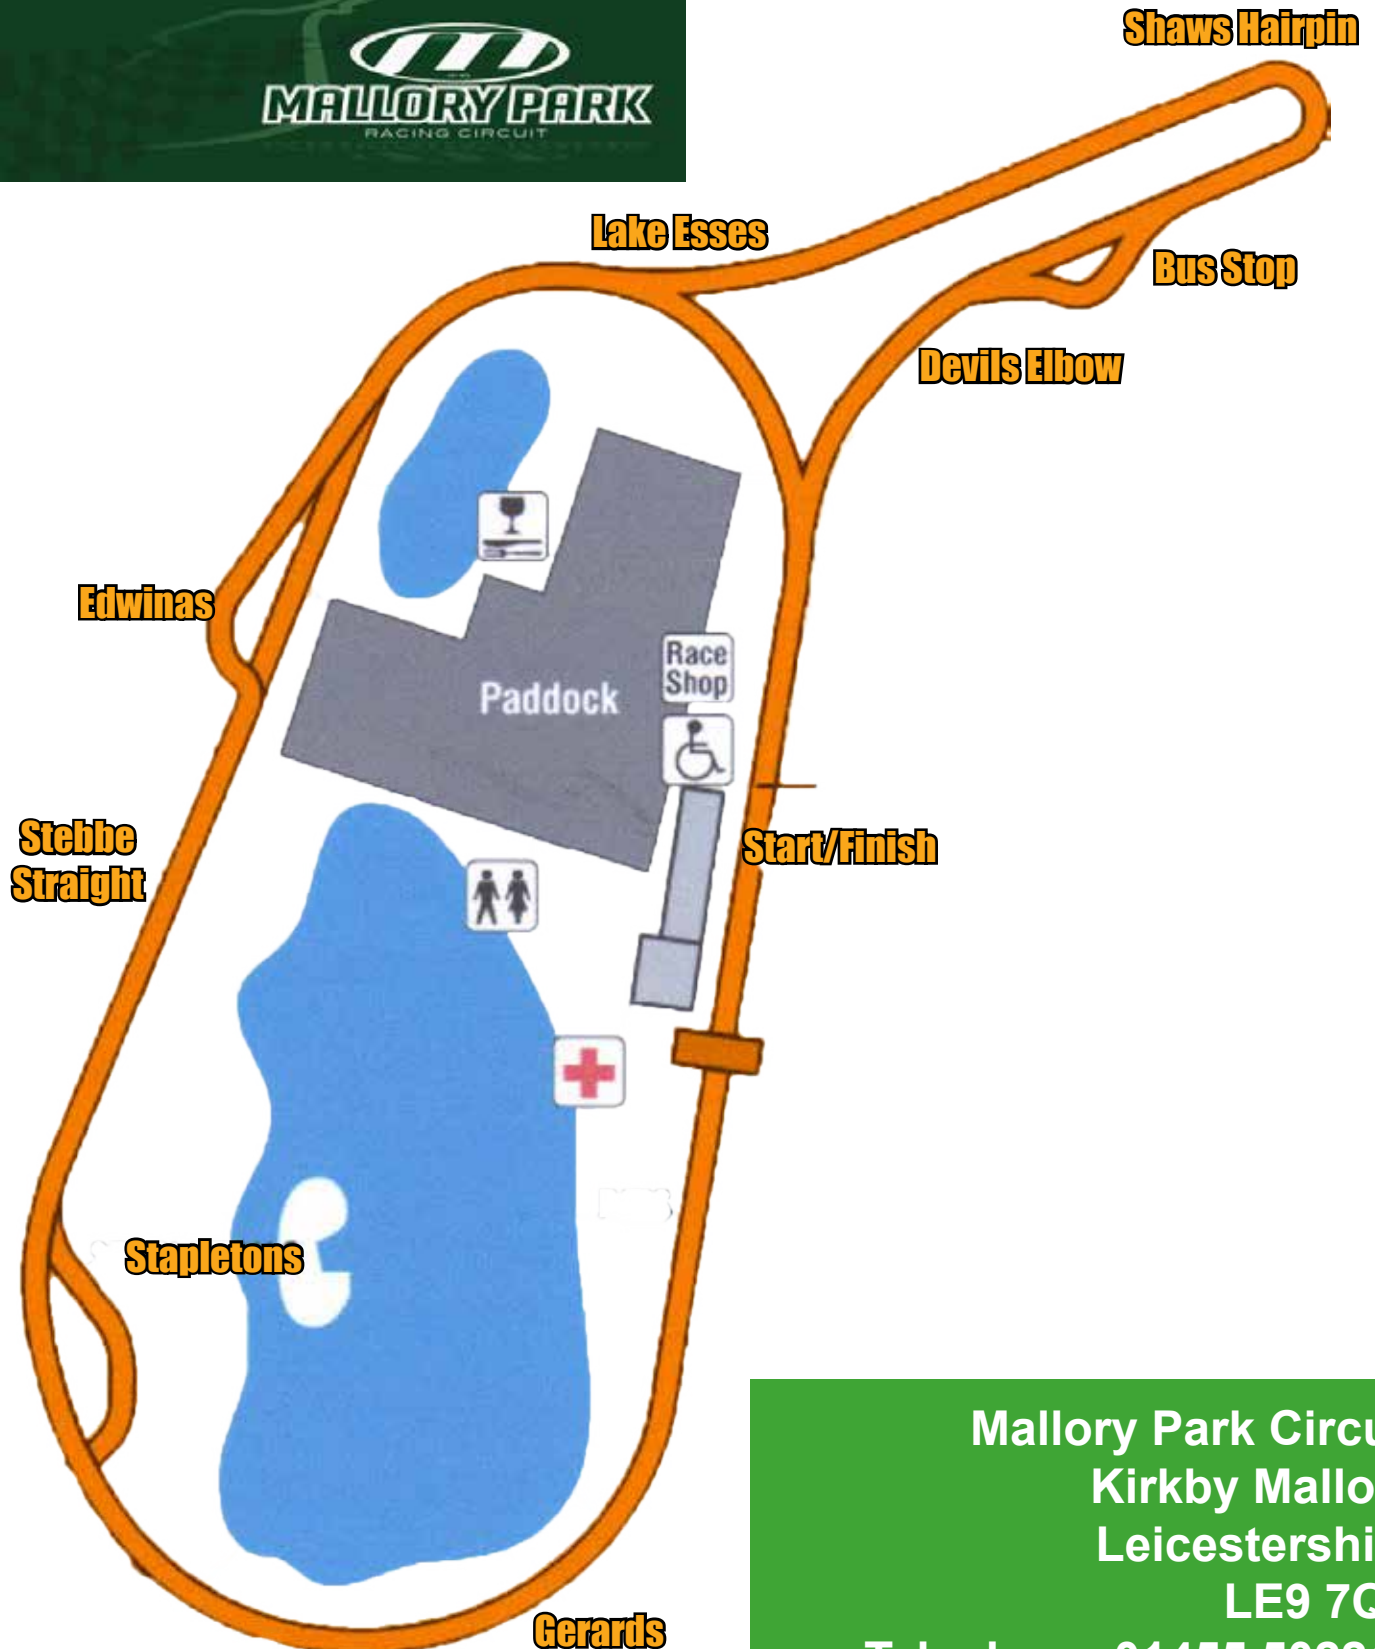 MALLORY PARK
RACING CIRCUIT
Shaws Hairpin
Lake Esses
Bus Stop
Devils Elbow
Edwinas
Race
Shop
Paddock
Stebbe
Straight
Start/Finish
Stapletons
Gerards
Mallory Park Circu
Kirkby Mallo
Leicestershi
LE9 7Q